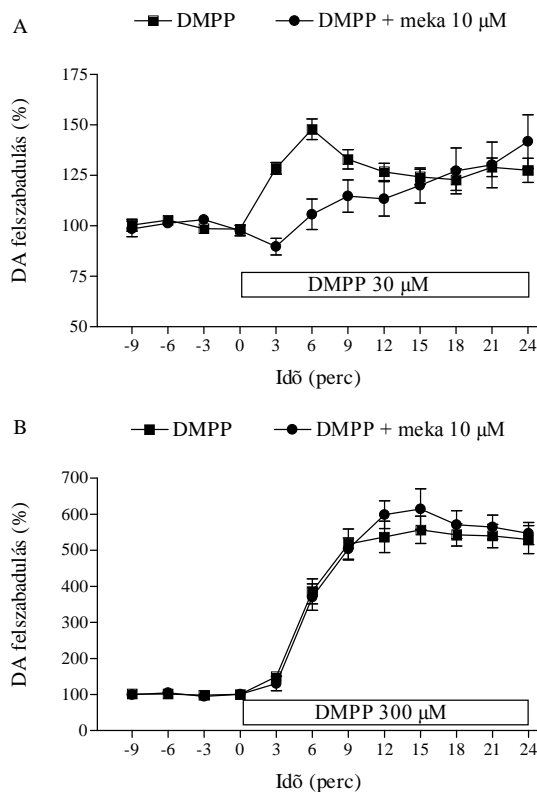 A
DMPP DMPP + meka 10 μM
175
150
125
100
75
50
DA felszabadulás (%)
DMPP 30 μM
-9 -6 -3 0 3 6 9 12 15 18 21 24
Idõ (perc)
B
DMPP DMPP + meka 10 μM
700
600
500
400
300
200
100
0
DA felszabadulás (%)
DMPP 300 μM
-9 -6 -3 0 3 6 9 12 15 18 21 24
Idõ (perc)